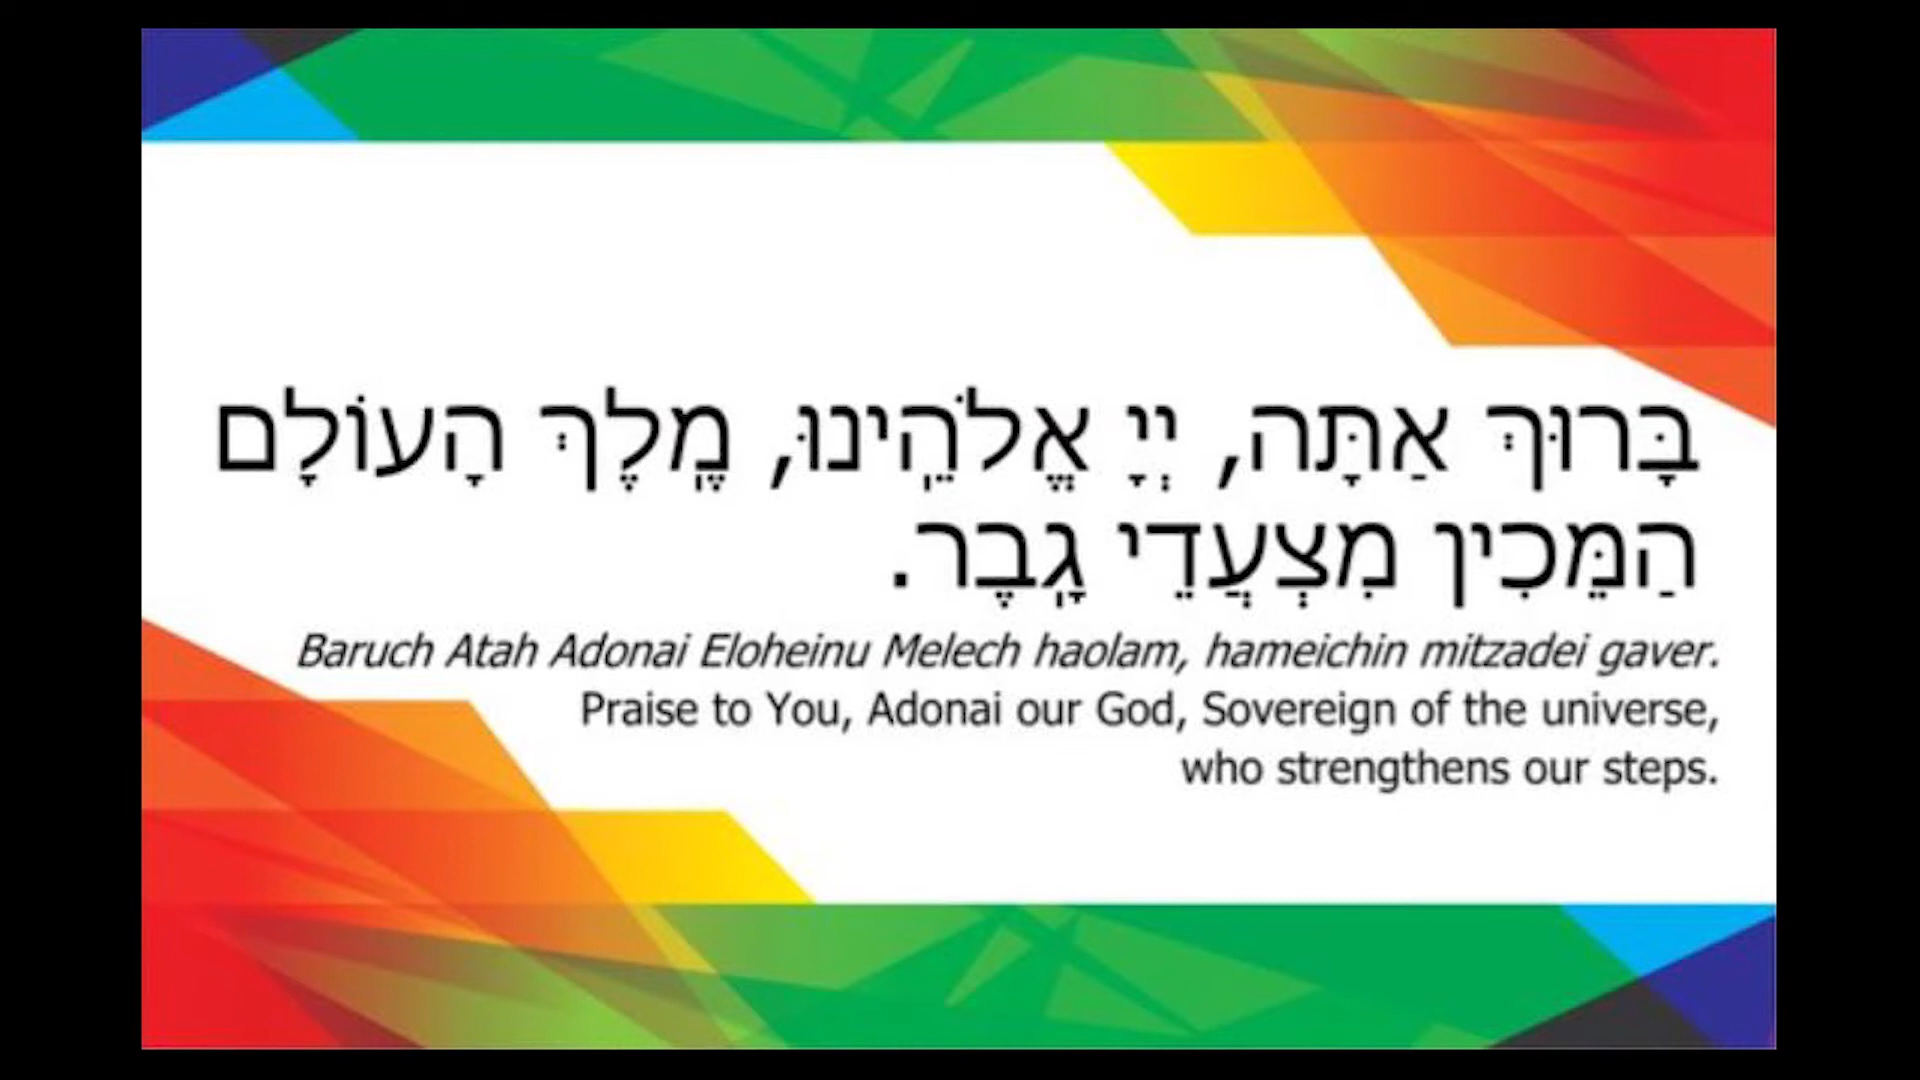 בָּרוּךְ אַתָּה, יְיָ אֱלֹהֵֽינוּ, מֶֽלֶךְ הָעוֹלָם
הַמֵּכִין מִצְעֲדֵי גָֽבֶר.
Baruch Atah Adonai Eloheinu Melech haolam, hameichin mitzadei gaver.
Praise to You, Adonai our God, Sovereign of the universe,
who strengthens our steps.